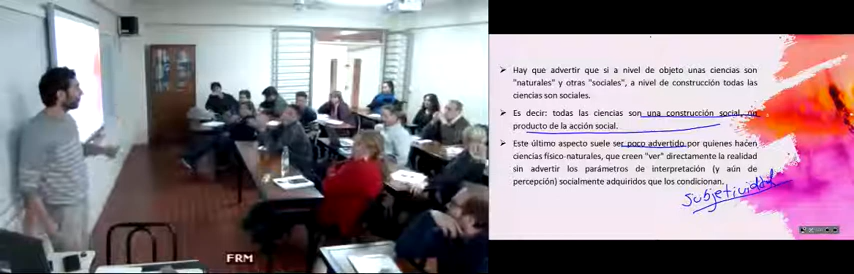 ➤ Hay que advertir que si a nivel de objeto unas ciencias son
"naturales" y otras "sociales", a nivel de construcción todas las
ciencias son sociales.
➤ Es decir: todas las ciencias son una construcción social, un
producto de la acción social.
➤ Este último aspecto suele ser poco advertido por quienes hacen
ciencias físico-naturales, que creen "ver" directamente la realidad
sin advertir los parámetros de interpretación (y aún de
percepción) socialmente adquiridos que los condicionan.
Subjetividad
FRM